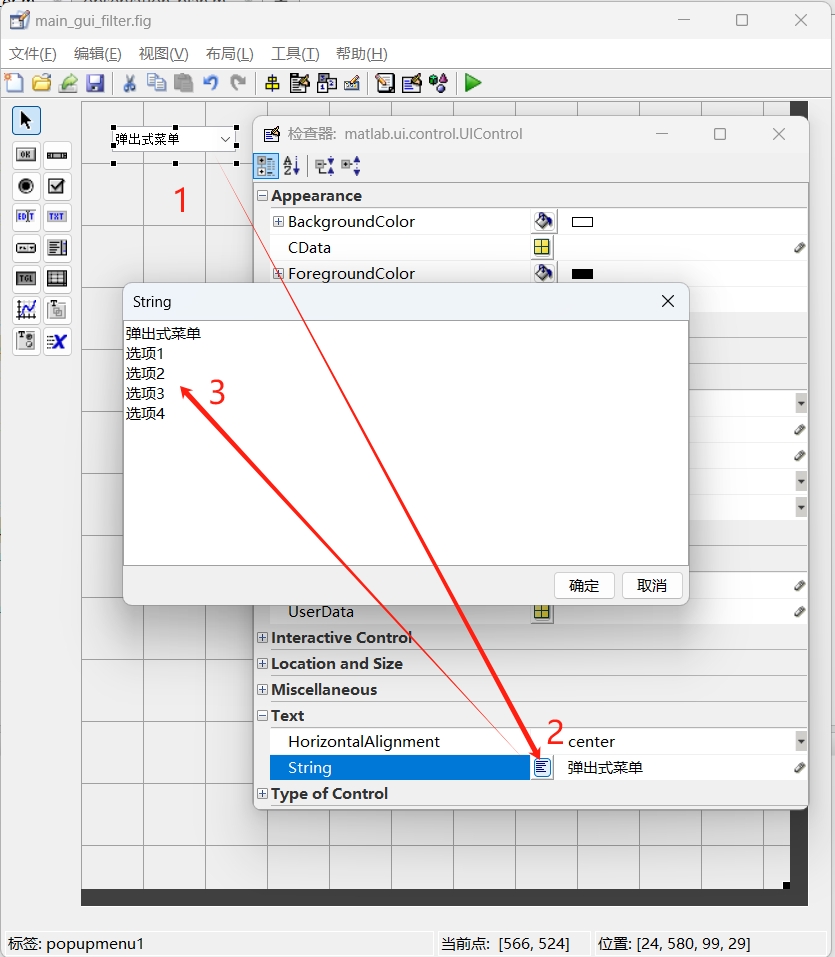 main_gui_filter.fig
文件(F) 编辑(E) 视图(V) 布局(L) 工具(T) 帮助(H)
弹出式菜单
1
检查器: matlab.ui.control.UIControl
Appearance
BackgroundColor
CData
ForegroundColor
String
弹出式菜单
选项1
选项2
选项3
选项4
3
确定 取消
UserData
Interactive Control
Location and Size
Miscellaneous
Text
2
HorizontalAlignment center
String 弹出式菜单
Type of Control
OK
EDIT TXT
TGL
标签: popupmenu1 当前点: [566, 524] 位置: [24, 580, 99, 29]